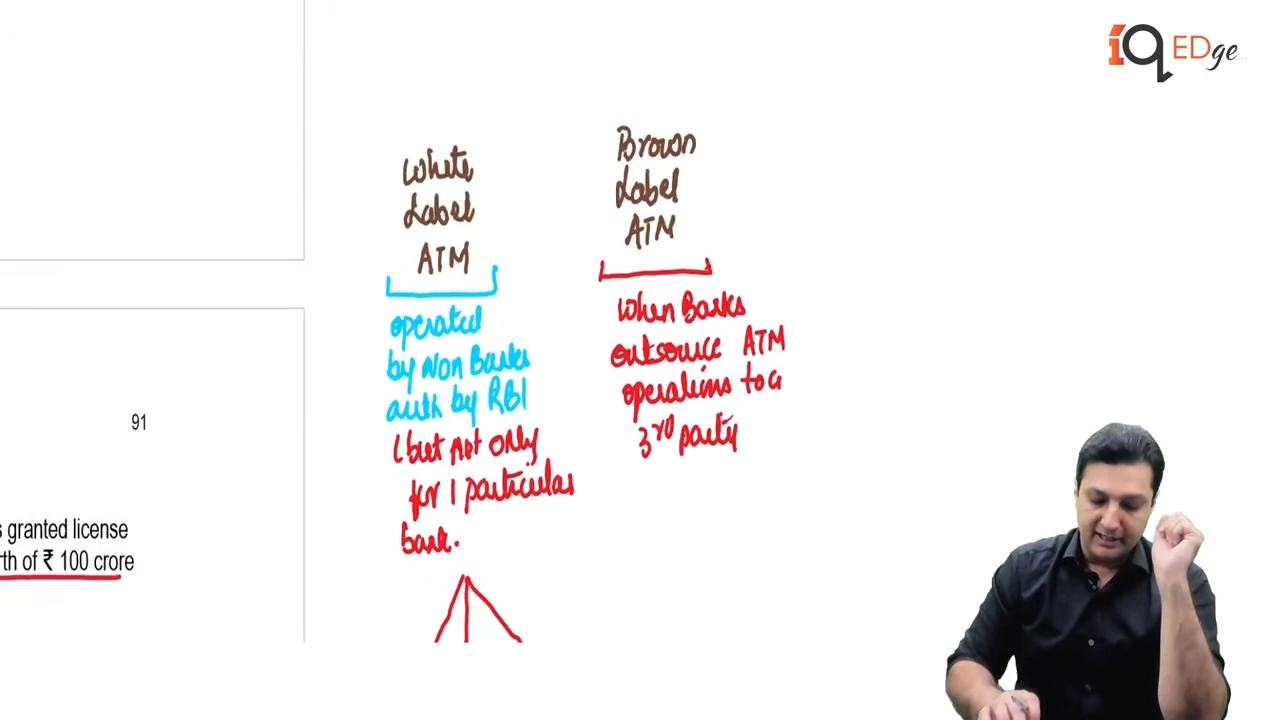 iQ EDge
White
Label
ATM
operated
by Non Banks
auth by RBI
(but not only
for 1 particular
bank.
Brown
Label
ATM
When Banks
outsource ATM
operations to a
3rd party
91
s granted license
rth of ₹ 100 crore